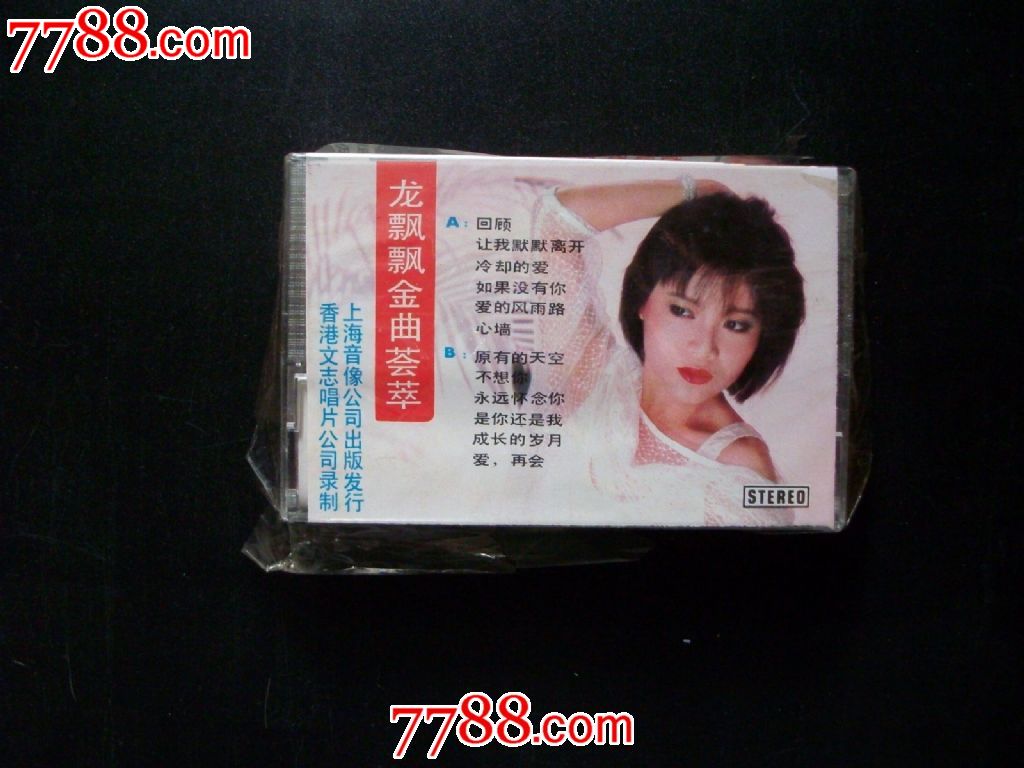 7788.com
龙飘飘金曲荟萃
上海音像公司出版发行
香港文志唱片公司录制
A：回顾
让我默默离开
冷却的爱
如果没有你
爱的风雨路
心墙
B：原有的天空
不想你
永远怀念你
是你还是我
成长的岁月
爱，再会
STEREO
7788.com